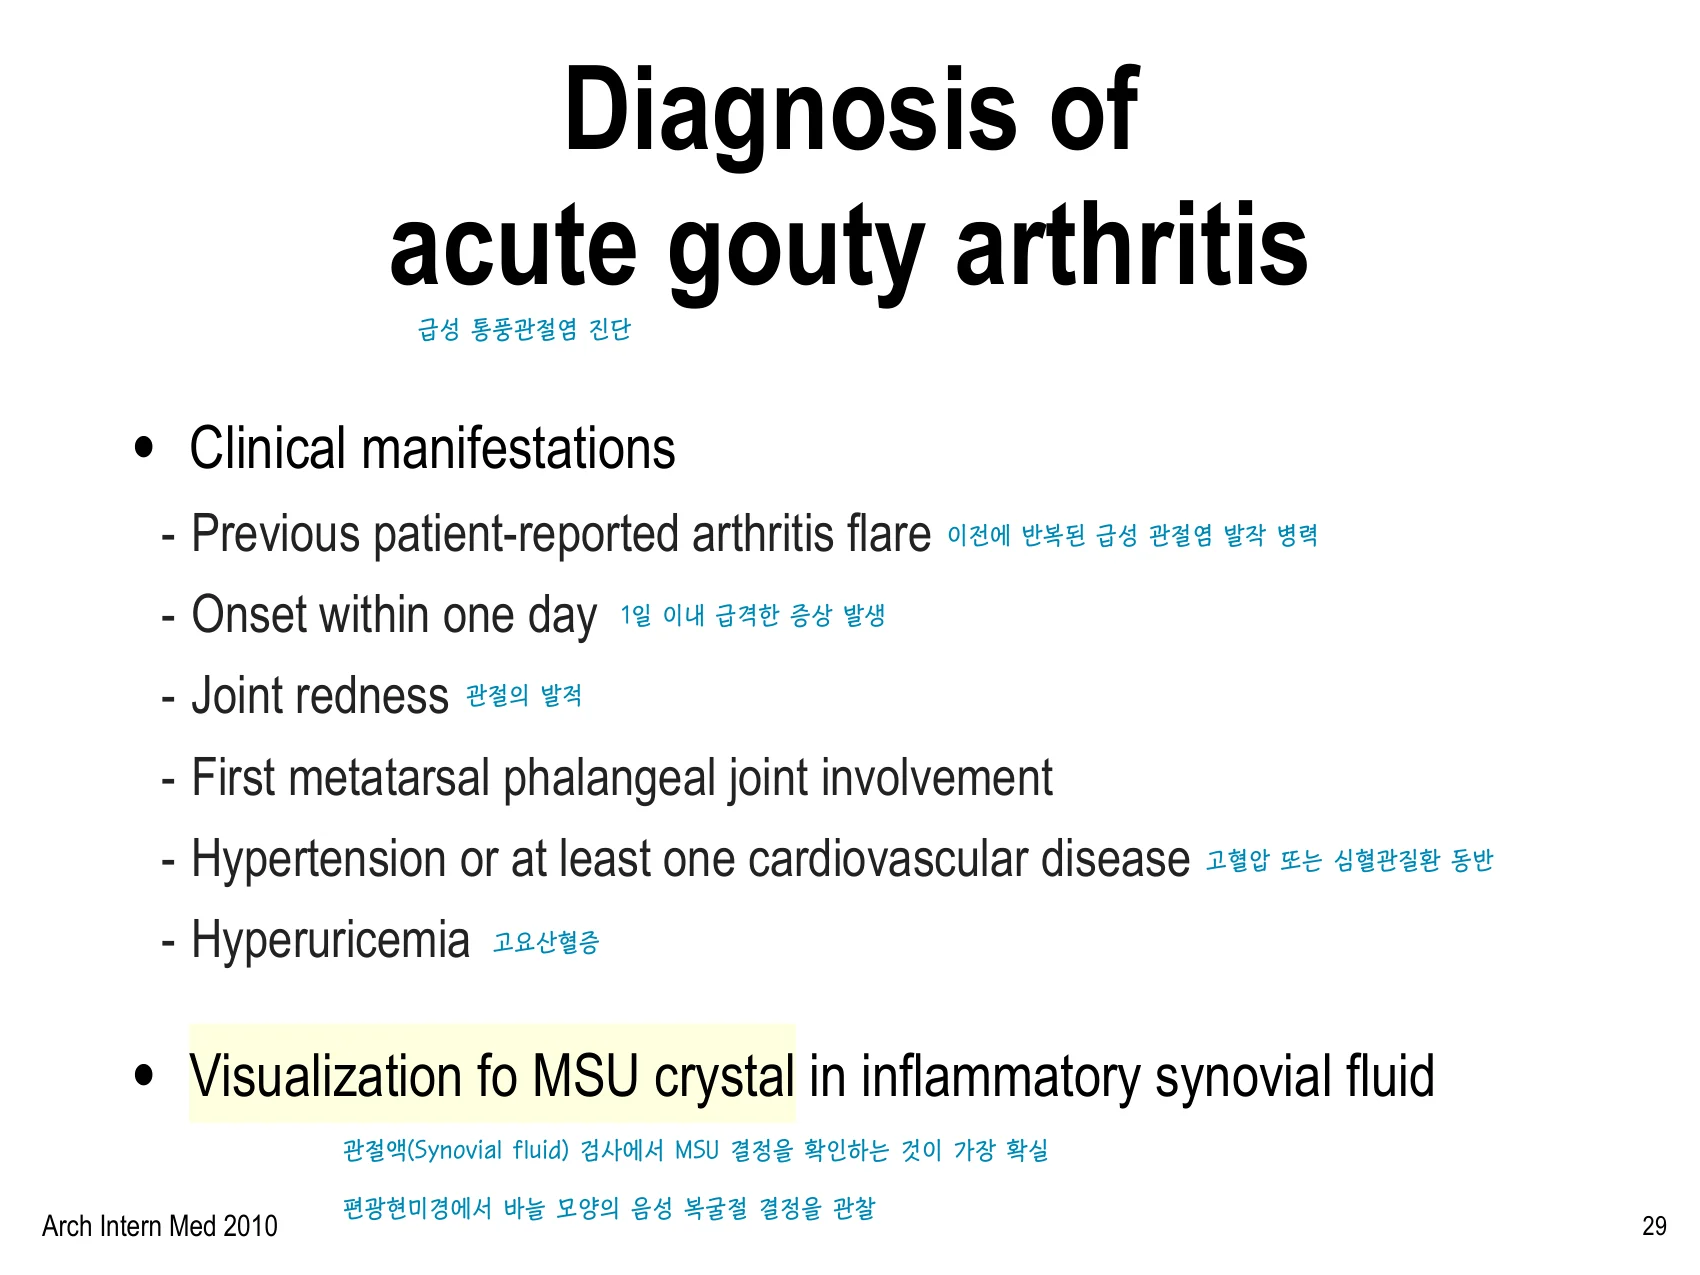 Diagnosis of
acute gouty arthritis
급성 통풍관절염 진단
• Clinical manifestations
- Previous patient-reported arthritis flare 이전에 반복된 급성 관절염 발작 병력
- Onset within one day 1일 이내 급격한 증상 발생
- Joint redness 관절의 발적
- First metatarsal phalangeal joint involvement
- Hypertension or at least one cardiovascular disease 고혈압 또는 심혈관질환 동반
- Hyperuricemia 고요산혈증
• Visualization fo MSU crystal in inflammatory synovial fluid
관절액(Synovial fluid) 검사에서 MSU 결정을 확인하는 것이 가장 확실
편광현미경에서 바늘 모양의 음성 복굴절 결정을 관찰
Arch Intern Med 2010
29